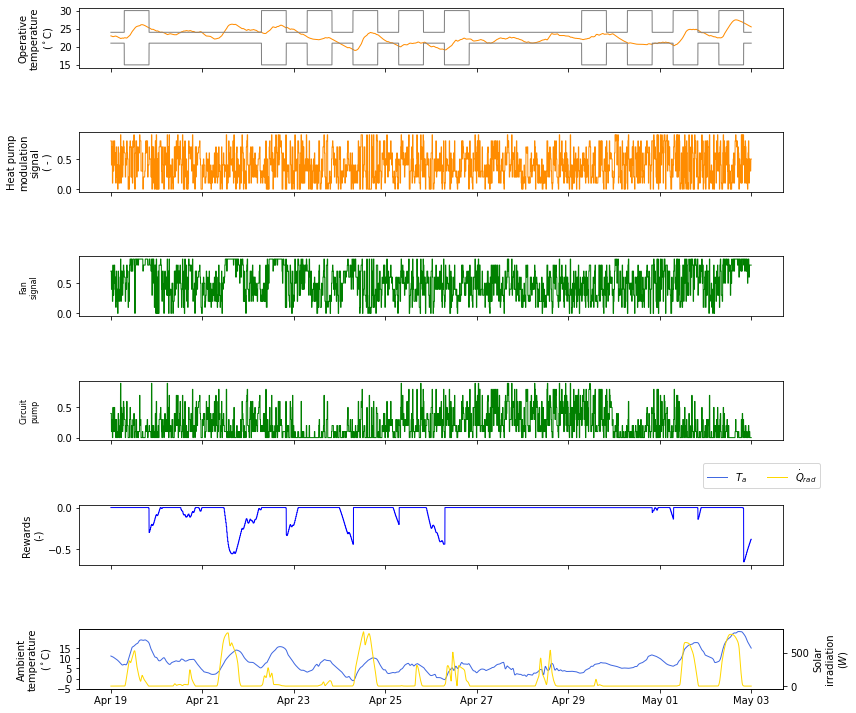 Operative
temperature
(°C)
30
25
20
15
Heat pump
modulation
signal
( - )
0.5
0.0
Fan
signal
0.5
0.0
Circuit
pump
0.5
0.0
T_a Q̇_rad
Rewards
(-)
0.0
−0.5
Ambient
temperature
(°C)
15
10
5
0
−5
500
0
Solar
irradiation
(W)
Apr 19 Apr 21 Apr 23 Apr 25 Apr 27 Apr 29 May 01 May 03